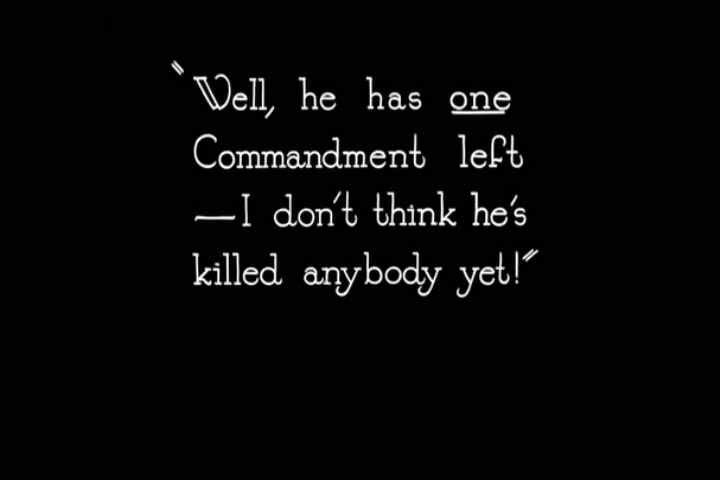 "Well, he has one
Commandment left
—I don't think he's
killed anybody yet!"